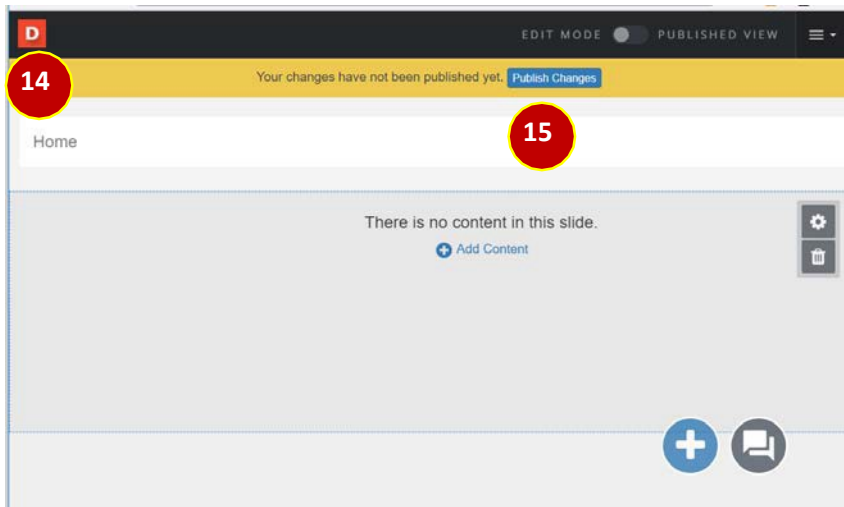 D
EDIT MODE PUBLISHED VIEW
14
Your changes have not been published yet. Publish Changes
15
Home
There is no content in this slide.
Add Content